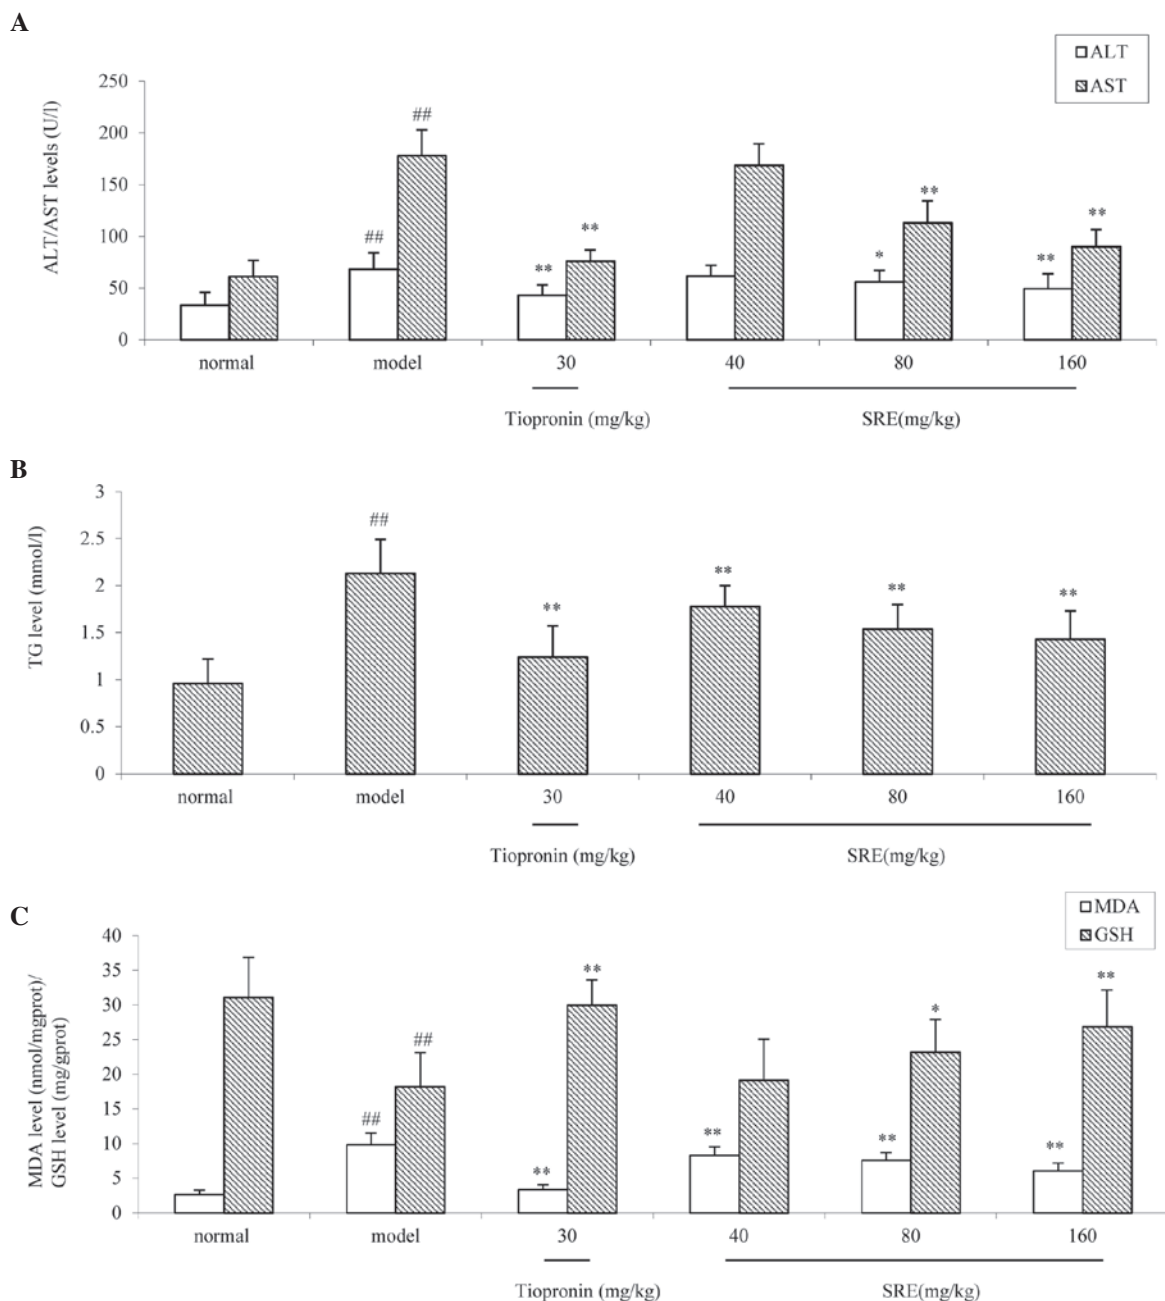 A
ALT
AST
ALT/AST levels (U/l)
250
200
150
100
50
0
##
##
**
**
*
**
**
**
normal
model
30
40
80
160
Tiopronin (mg/kg)
SRE(mg/kg)
B
TG level (mmol/l)
3
2.5
2
1.5
1
0.5
0
##
**
**
**
**
normal
model
30
40
80
160
Tiopronin (mg/kg)
SRE(mg/kg)
C
MDA
GSH
MDA level (nmol/mgprot)/
GSH level (mg/gprot)
40
35
30
25
20
15
10
5
0
##
##
**
**
**
**
*
**
**
normal
model
30
40
80
160
Tiopronin (mg/kg)
SRE(mg/kg)